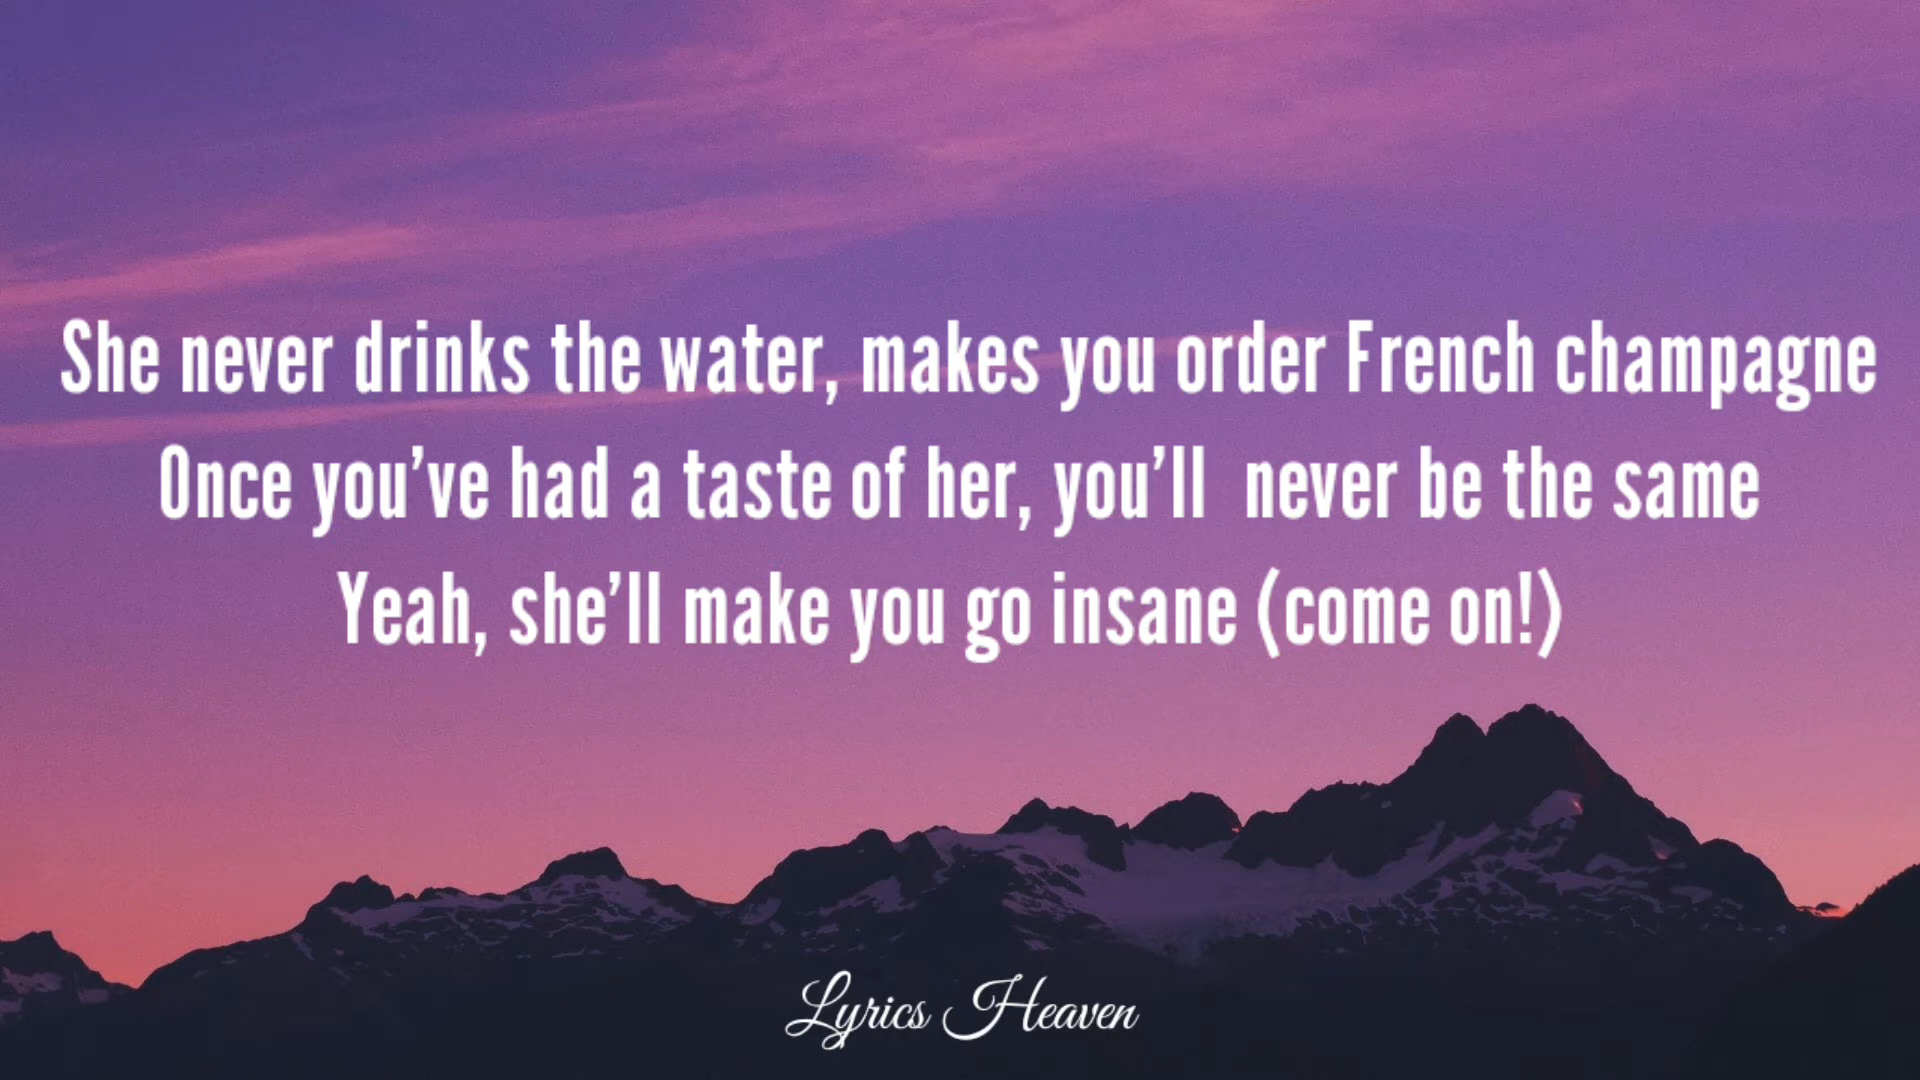 She never drinks the water, makes you order French champagne
Once you’ve had a taste of her, you’ll  never be the same
Yeah, she’ll make you go insane (come on!)
Lyrics Heaven